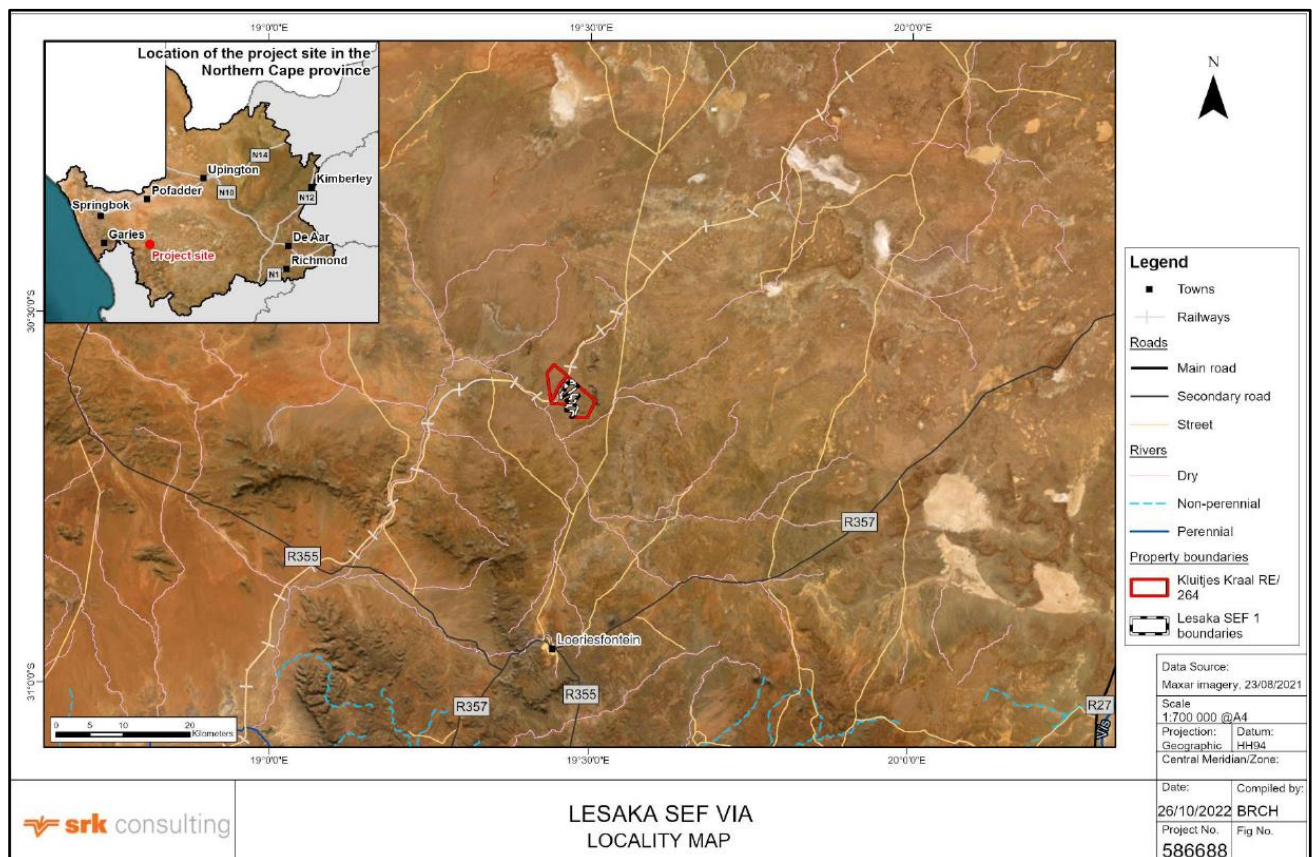 19°0'0"E
19°30'0"E
20°0'0"E
Location of the project site in the
Northern Cape province
N14
Upington
Pofadder
N10
Kimberley
N12
Springbok
Garies
Project site
De Aar
N1
Richmond
30°30'0"S
31°0'0"S
R355
R357
Loeriesfontein
R357
R355
R27
Vis
0 5 10 20
Kilometers
19°0'0"E
19°30'0"E
20°0'0"E
N
Legend
Towns
Railways
Roads
Main road
Secondary road
Street
Rivers
Dry
Non-perennial
Perennial
Property boundaries
Kluitjes Kraal RE/
264
Lesaka SEF 1
boundaries
Data Source:
Maxar imagery, 23/08/2021
Scale
1:700 000 @A4
Projection: Datum:
Geographic HH94
Central Meridian/Zone:
Date: Compiled by:
26/10/2022 BRCH
Project No. Fig No.
586688
srk consulting
LESAKA SEF VIA
LOCALITY MAP